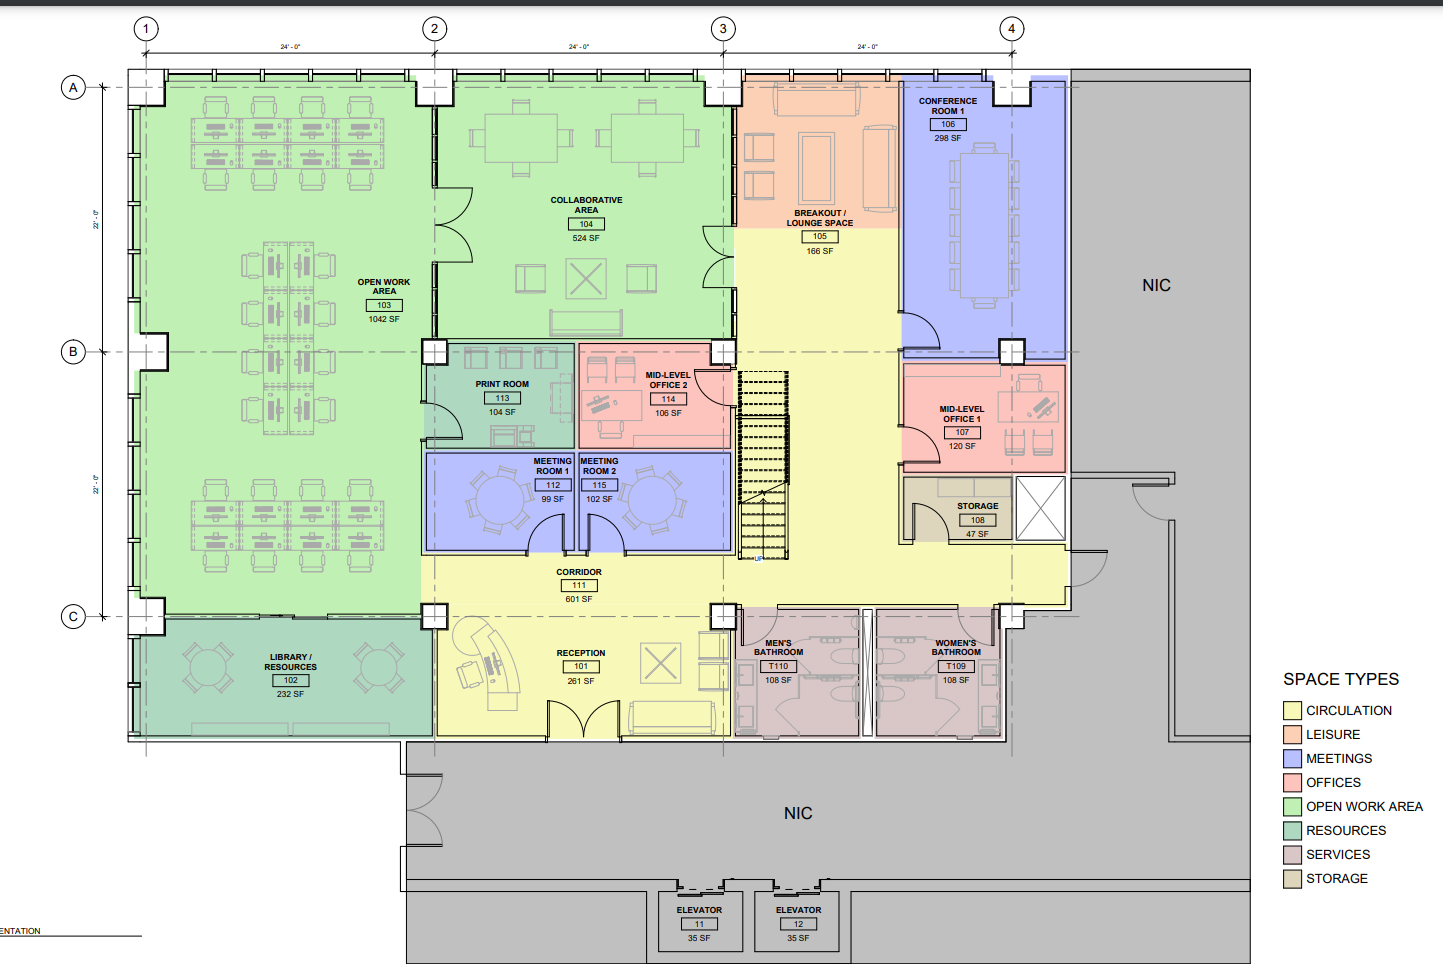 1
2
3
4
24' - 0"
24' - 0"
24' - 0"
A
B
C
22' - 0"
22' - 0"
CONFERENCE
ROOM 1
106
298 SF
COLLABORATIVE
AREA
104
524 SF
BREAKOUT /
LOUNGE SPACE
105
166 SF
OPEN WORK
AREA
103
1042 SF
NIC
PRINT ROOM
113
104 SF
MID-LEVEL
OFFICE 2
114
106 SF
MID-LEVEL
OFFICE 1
107
120 SF
MEETING
ROOM 1
112
99 SF
MEETING
ROOM 2
115
102 SF
STORAGE
108
47 SF
UP
CORRIDOR
111
601 SF
LIBRARY /
RESOURCES
102
232 SF
RECEPTION
101
261 SF
MEN'S
BATHROOM
T110
108 SF
WOMEN'S
BATHROOM
T109
108 SF
NIC
ELEVATOR
11
35 SF
ELEVATOR
12
35 SF
SPACE TYPES
CIRCULATION
LEISURE
MEETINGS
OFFICES
OPEN WORK AREA
RESOURCES
SERVICES
STORAGE
ENTATION